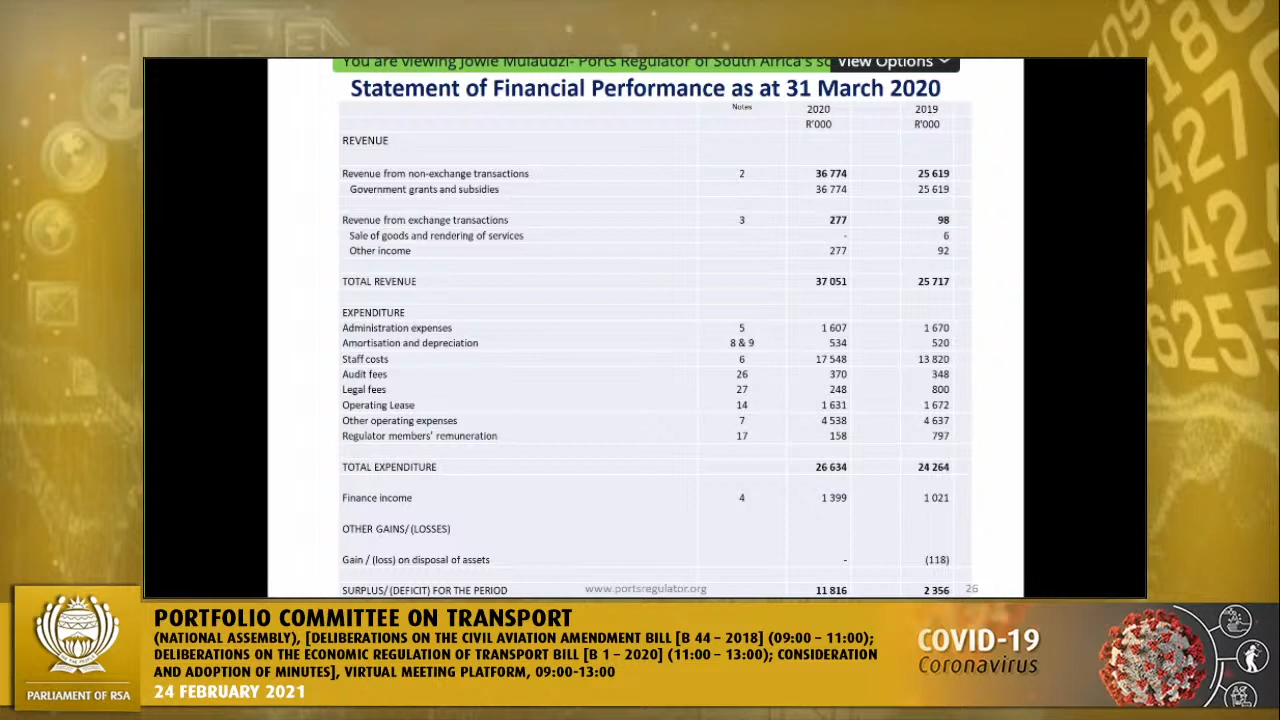 You are viewing Jowie Mulaudzi- Ports Regulator of South Africa's sc
View Options
Statement of Financial Performance as at 31 March 2020
Notes 2020 2019
R'000 R'000
REVENUE
Revenue from non-exchange transactions 2 36 774 25 619
Government grants and subsidies 36 774 25 619
Revenue from exchange transactions 3 277 98
Sale of goods and rendering of services - 6
Other income 277 92
TOTAL REVENUE 37 051 25 717
EXPENDITURE
Administration expenses 5 1 607 1 670
Amortisation and depreciation 8 & 9 534 520
Staff costs 6 17 548 13 820
Audit fees 26 370 348
Legal fees 27 248 800
Operating Lease 14 1 631 1 672
Other operating expenses 7 4 538 4 637
Regulator members' remuneration 17 158 797
TOTAL EXPENDITURE 26 634 24 264
Finance income 4 1 399 1 021
OTHER GAINS/(LOSSES)
Gain / (loss) on disposal of assets - (118)
SURPLUS/(DEFICIT) FOR THE PERIOD 11 816 2 356
www.portsregulator.org 26
PORTFOLIO COMMITTEE ON TRANSPORT
(NATIONAL ASSEMBLY), [DELIBERATIONS ON THE CIVIL AVIATION AMENDMENT BILL [B 44 – 2018] (09:00 – 11:00);
DELIBERATIONS ON THE ECONOMIC REGULATION OF TRANSPORT BILL [B 1 – 2020] (11:00 – 13:00); CONSIDERATION
AND ADOPTION OF MINUTES], VIRTUAL MEETING PLATFORM, 09:00-13:00
24 FEBRUARY 2021
PARLIAMENT OF RSA
COVID-19
Coronavirus